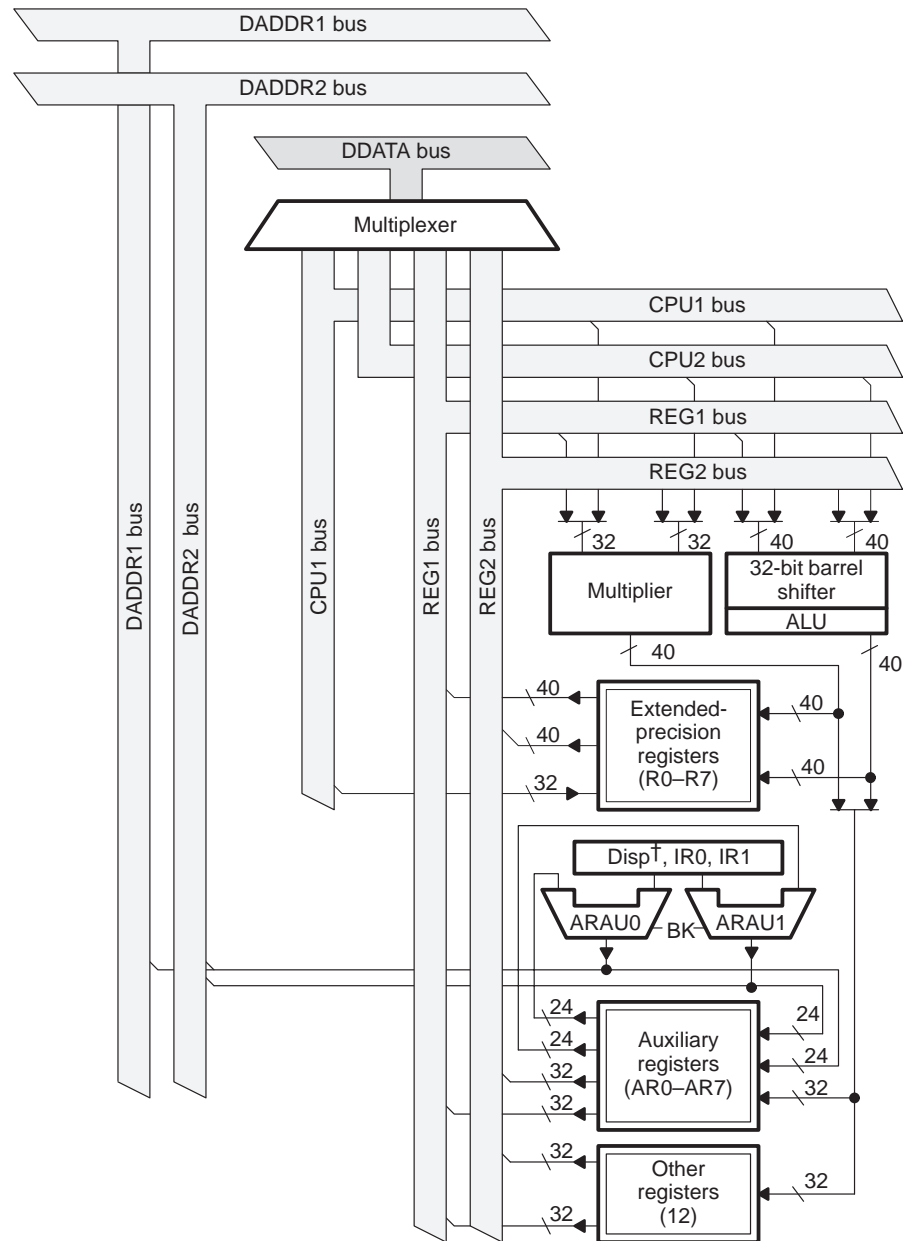 DADDR1 bus
DADDR2 bus
DDATA bus
Multiplexer
CPU1 bus
CPU2 bus
REG1 bus
REG2 bus
DADDR1 bus
DADDR2 bus
CPU1 bus
REG1 bus
REG2 bus
32
32
40
40
Multiplier
32-bit barrel
shifter
ALU
40
40
40
40
32
Extended-
precision
registers
(R0–R7)
40
40
Disp†, IR0, IR1
ARAU0
BK
ARAU1
24
24
32
32
Auxiliary
registers
(AR0–AR7)
24
24
32
32
32
Other
registers
(12)
32